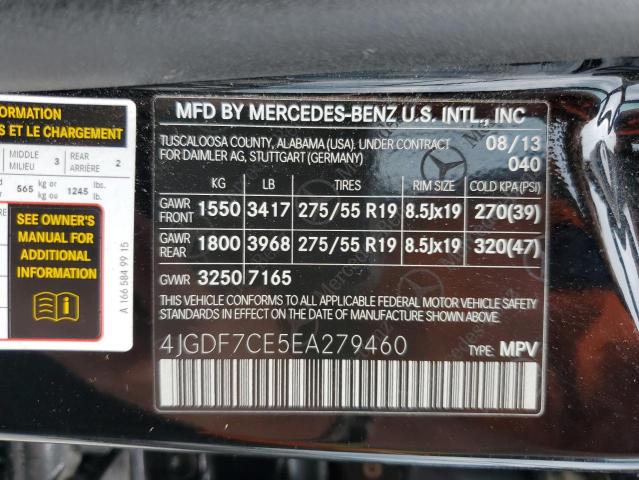 FORMATION
S ET LE CHARGEMENT
MIDDLE MILIEU 3 REAR ARRIÈRE 2
565 kg or kg ou 1245 lbs. lb.
SEE OWNER'S
MANUAL FOR
ADDITIONAL
INFORMATION
A 166 584 99 15
MFD BY MERCEDES-BENZ U.S. INTL., INC
TUSCALOOSA COUNTY, ALABAMA (USA). UNDER CONTRACT 08/13
FOR DAIMLER AG, STUTTGART (GERMANY) 040
KG LB TIRES RIM SIZE COLD KPA(PSI)
GAWR FRONT 1550 3417 275/55 R19 8.5Jx19 270(39)
GAWR REAR 1800 3968 275/55 R19 8.5Jx19 320(47)
GVWR 3250 7165
THIS VEHICLE CONFORMS TO ALL APPLICABLE FEDERAL MOTOR VEHICLE SAFETY
STANDARDS IN EFFECT ON THE DATE OF MANUFACTURE SHOWN ABOVE.
4JGDF7CE5EA279460 TYPE: MPV